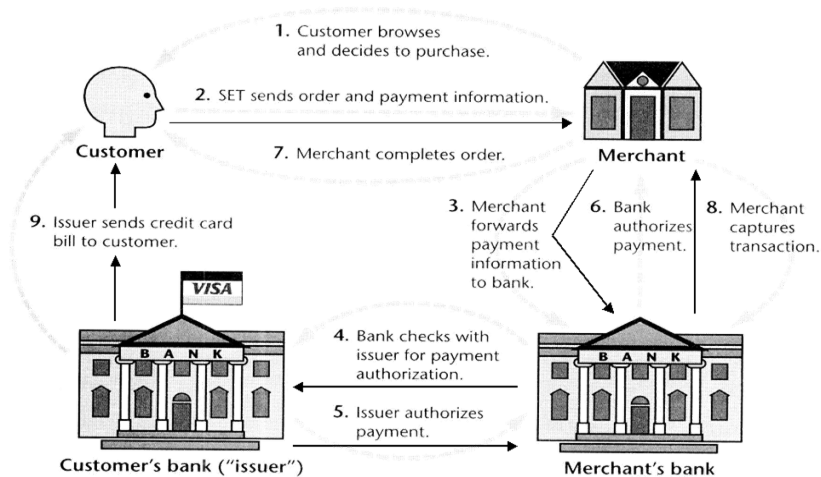 1. Customer browses
and decides to purchase.
2. SET sends order and payment information.
Customer
7. Merchant completes order.
Merchant
9. Issuer sends credit card
bill to customer.
3. Merchant
forwards
payment
information
to bank.
6. Bank
authorizes
payment.
8. Merchant
captures
transaction.
VISA
BANK
4. Bank checks with
issuer for payment
authorization.
BANK
5. Issuer authorizes
payment.
Customer's bank ("issuer")
Merchant's bank